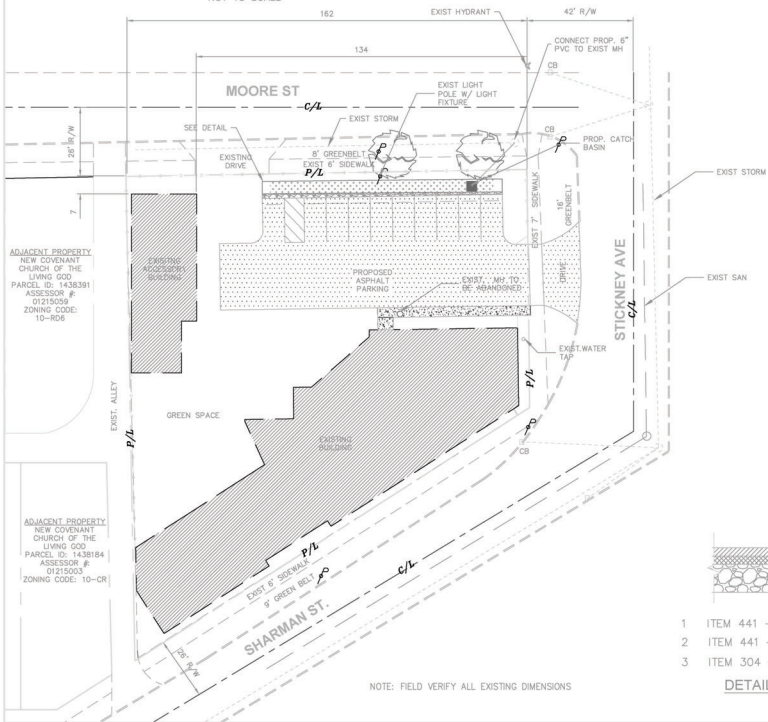 NOT TO SCALE
162
EXIST HYDRANT
42' R/W
134
CONNECT PROP. 6"
PVC TO EXIST MH
CB
MOORE ST
C/L
EXIST LIGHT
POLE W/ LIGHT
FIXTURE
EXIST STORM
SEE DETAIL
CB
26' R/W
EXISTING
DRIVE
8' GREENBELT
EXIST 6' SIDEWALK
P/L
PROP. CATCH
BASIN
EXIST STORM
7
EXIST 7' SIDEWALK
16'
GREENBELT
ADJACENT PROPERTY
NEW COVENANT
CHURCH OF THE
LIVING GOD
PARCEL ID: 1438391
ASSESSOR #:
01215059
ZONING CODE:
10-RD6
EXISITNG
ACCESSORY
BUILDING
PROPOSED
ASPHALT
PARKING
EXIST. MH TO
BE ABANDONED
DRIVE
STICKNEY AVE
C/L
EXIST SAN
EXIST.WATER
TAP
P/L
EXIST. ALLEY
P/L
GREEN SPACE
EXISTING
BUILDING
CB
ADJACENT PROPERTY
NEW COVENANT
CHURCH OF THE
LIVING GOD
PARCEL ID: 1438184
ASSESSOR #:
01215003
ZONING CODE: 10-CR
P/L
EXIST 6' SIDEWALK
9' GREEN BELT
C/L
SHARMAN ST.
26' R/W
1 ITEM 441 -
2 ITEM 441 -
3 ITEM 304
DETAIL
NOTE: FIELD VERIFY ALL EXISTING DIMENSIONS